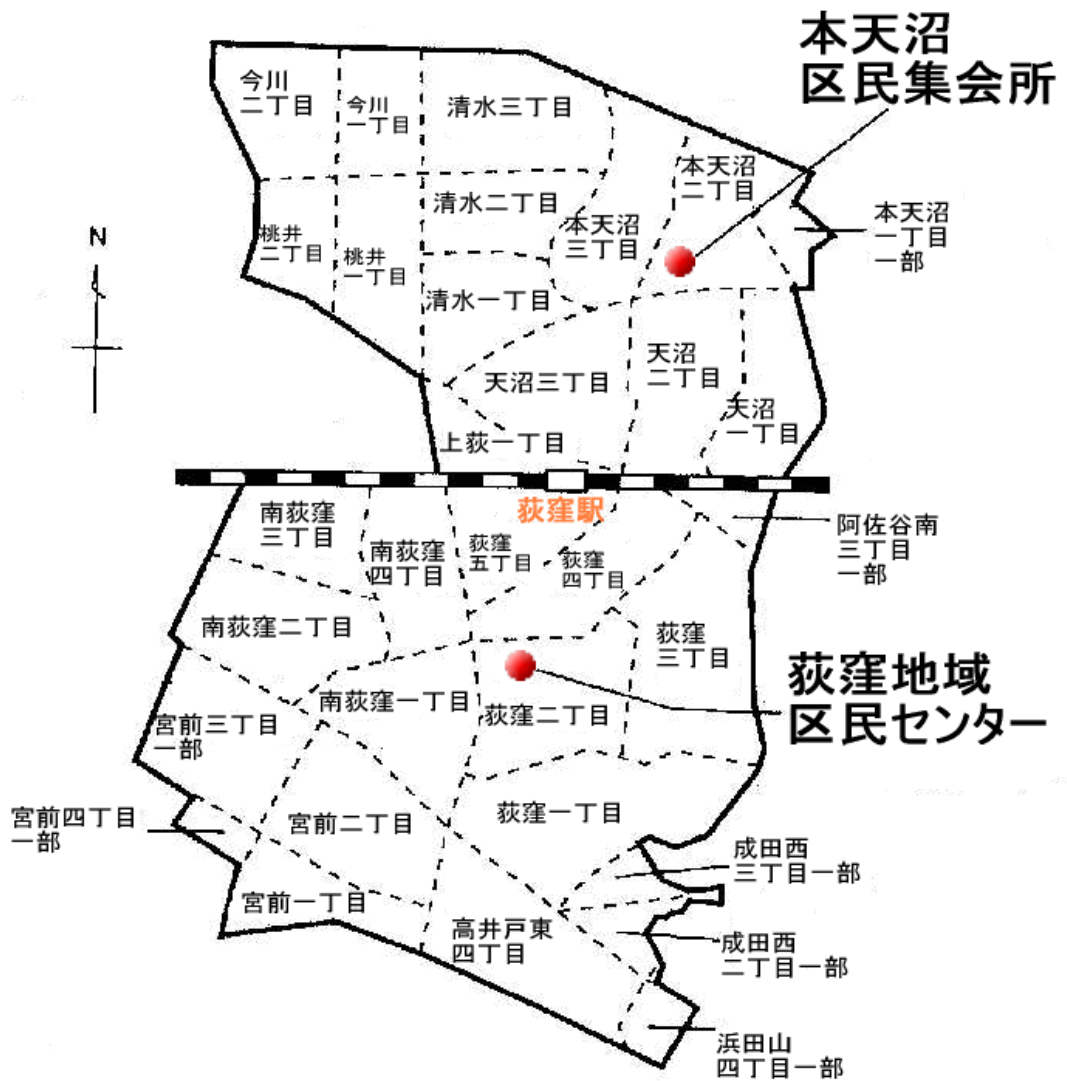 本天沼
区民集会所
今川
二丁目
今川
一丁目
清水三丁目
本天沼
二丁目
清水二丁目
本天沼
三丁目
本天沼
一丁目
一部
N
桃井
二丁目
桃井
一丁目
清水一丁目
天沼三丁目
天沼
二丁目
天沼
一丁目
上荻一丁目
荻窪駅
南荻窪
三丁目
南荻窪
四丁目
荻窪
五丁目
荻窪
四丁目
阿佐谷南
三丁目
一部
南荻窪二丁目
荻窪
三丁目
荻窪地域
区民センター
南荻窪一丁目
荻窪二丁目
宮前三丁目
一部
宮前四丁目
一部
宮前二丁目
荻窪一丁目
成田西
三丁目一部
宮前一丁目
高井戸東
四丁目
成田西
二丁目一部
浜田山
四丁目一部